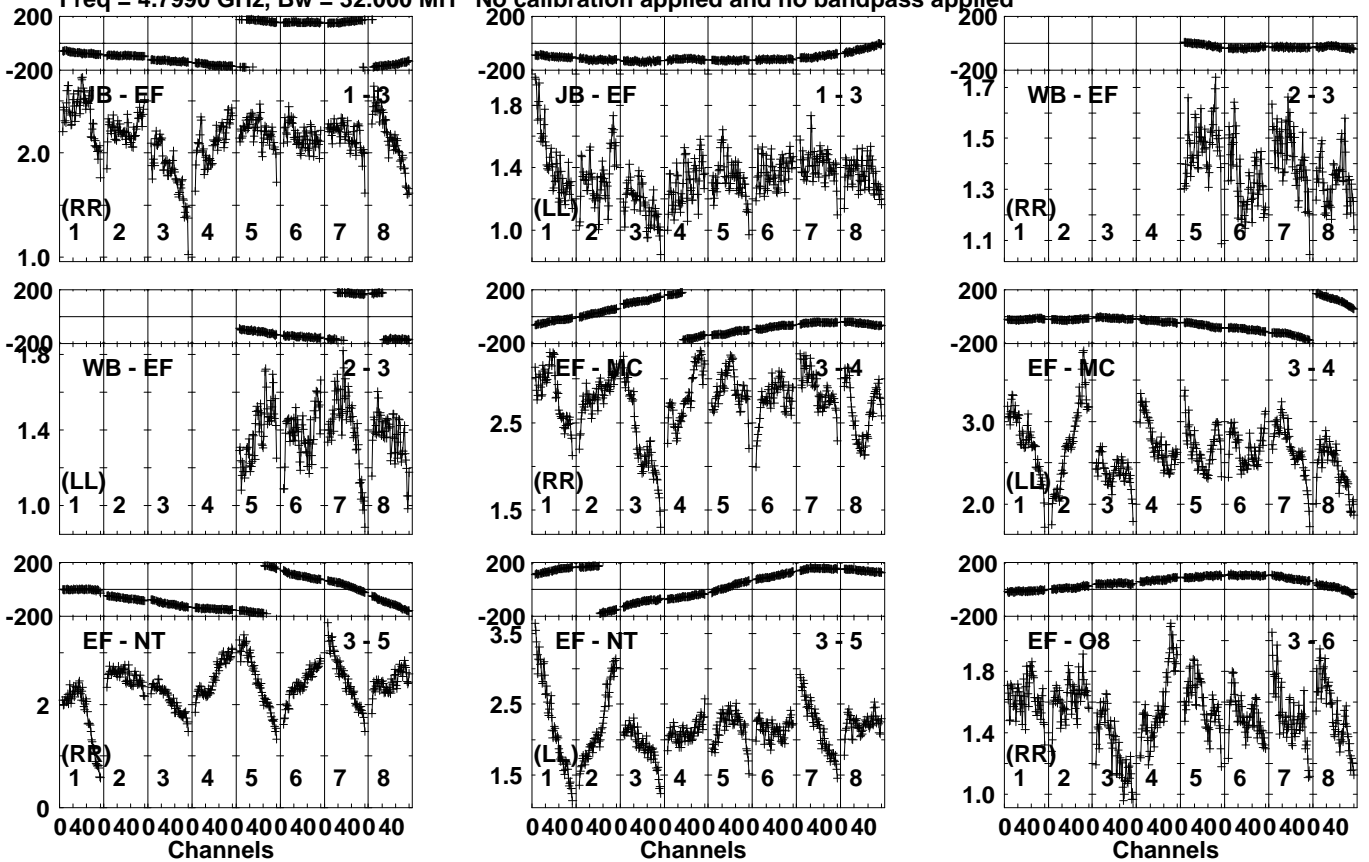 Freq = 4.7990 GHz, Bw = 32.000 MH No calibration applied and no bandpass applied
200
-200
JB - EF 1 - 3
2.0
(RR)
1 2 3 4 5 6 7 8
1.0
200
-200
JB - EF 1 - 3
1.8
1.4
(LL)
1.0 1 2 3 4 5 6 7 8
200
-200
1.7
WB - EF 2 - 3
1.5
1.3
(RR)
1.1 1 2 3 4 5 6 7 8
200
-200
1.8
WB - EF 2 - 3
1.4
(LL)
1.0 1 2 3 4 5 6 7 8
200
-200
EF - MC 3 - 4
2.5
(RR)
1.5 1 2 3 4 5 6 7 8
200
-200
EF - MC 3 - 4
3.0
(LL)
2.0 1 2 3 4 5 6 7 8
200
-200
EF - NT 3 - 5
2
(RR)
1 2 3 4 5 6 7 8
0
0 40 0 40 0 40 0 40 0 40 0 40 0 40 0 40
Channels
200
-200
3.5
EF - NT 3 - 5
2.5
(LL)
1.5 1 2 3 4 5 6 7 8
0 40 0 40 0 40 0 40 0 40 0 40 0 40 0 40
Channels
200
-200
EF - O8 3 - 6
1.8
1.4
(RR)
1 2 3 4 5 6 7 8
1.0
0 40 0 40 0 40 0 40 0 40 0 40 0 40 0 40
Channels